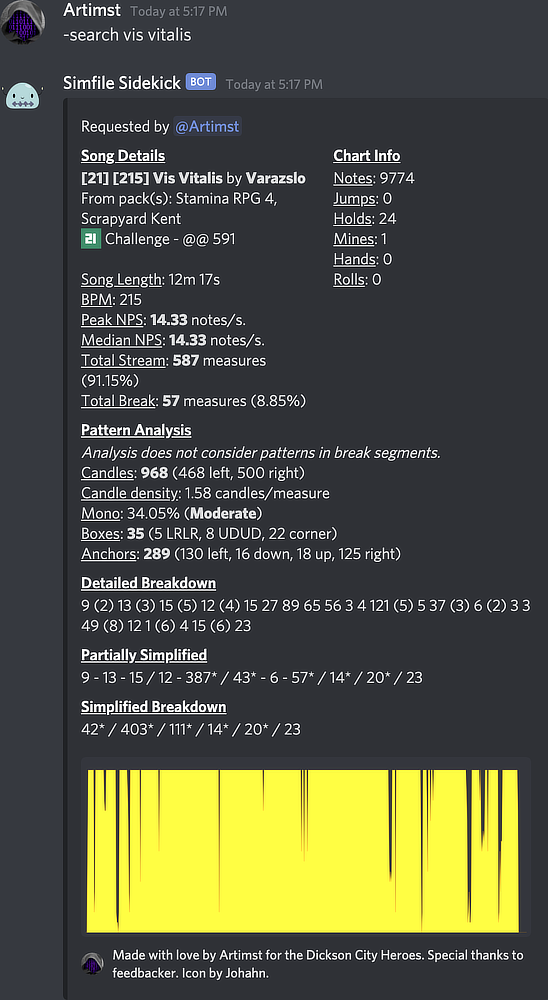 Artimst Today at 5:17 PM
-search vis vitalis
Simfile Sidekick BOT Today at 5:17 PM
Requested by @Artimst
Song Details
[21] [215] Vis Vitalis by Varazslo
From pack(s): Stamina RPG 4,
Scrapyard Kent
21 Challenge - @@ 591
Song Length: 12m 17s
BPM: 215
Peak NPS: 14.33 notes/s.
Median NPS: 14.33 notes/s.
Total Stream: 587 measures
(91.15%)
Total Break: 57 measures (8.85%)
Chart Info
Notes: 9774
Jumps: 0
Holds: 24
Mines: 1
Hands: 0
Rolls: 0
Pattern Analysis
Analysis does not consider patterns in break segments.
Candles: 968 (468 left, 500 right)
Candle density: 1.58 candles/measure
Mono: 34.05% (Moderate)
Boxes: 35 (5 LRLR, 8 UDUD, 22 corner)
Anchors: 289 (130 left, 16 down, 18 up, 125 right)
Detailed Breakdown
9 (2) 13 (3) 15 (5) 12 (4) 15 27 89 65 56 3 4 121 (5) 5 37 (3) 6 (2) 3 3
49 (8) 12 1 (6) 4 15 (6) 23
Partially Simplified
9 - 13 - 15 / 12 - 387* / 43* - 6 - 57* / 14* / 20* / 23
Simplified Breakdown
42* / 403* / 111* / 14* / 20* / 23
Made with love by Artimst for the Dickson City Heroes. Special thanks to
feedbacker. Icon by Johahn.